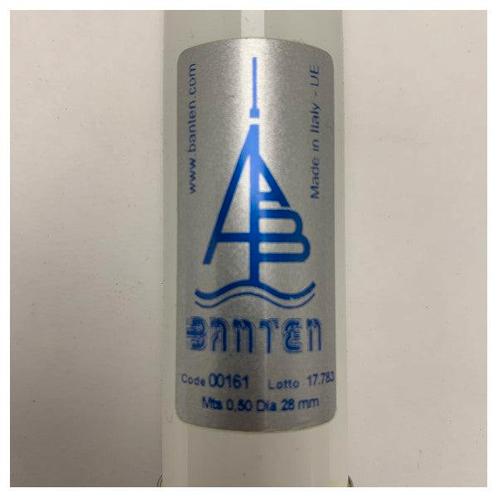 www.banten.com
Made in Italy - UE
AB
BANTEN
Code 00161 Lotto 17.783
Mts 0,50 Dia 28 mm